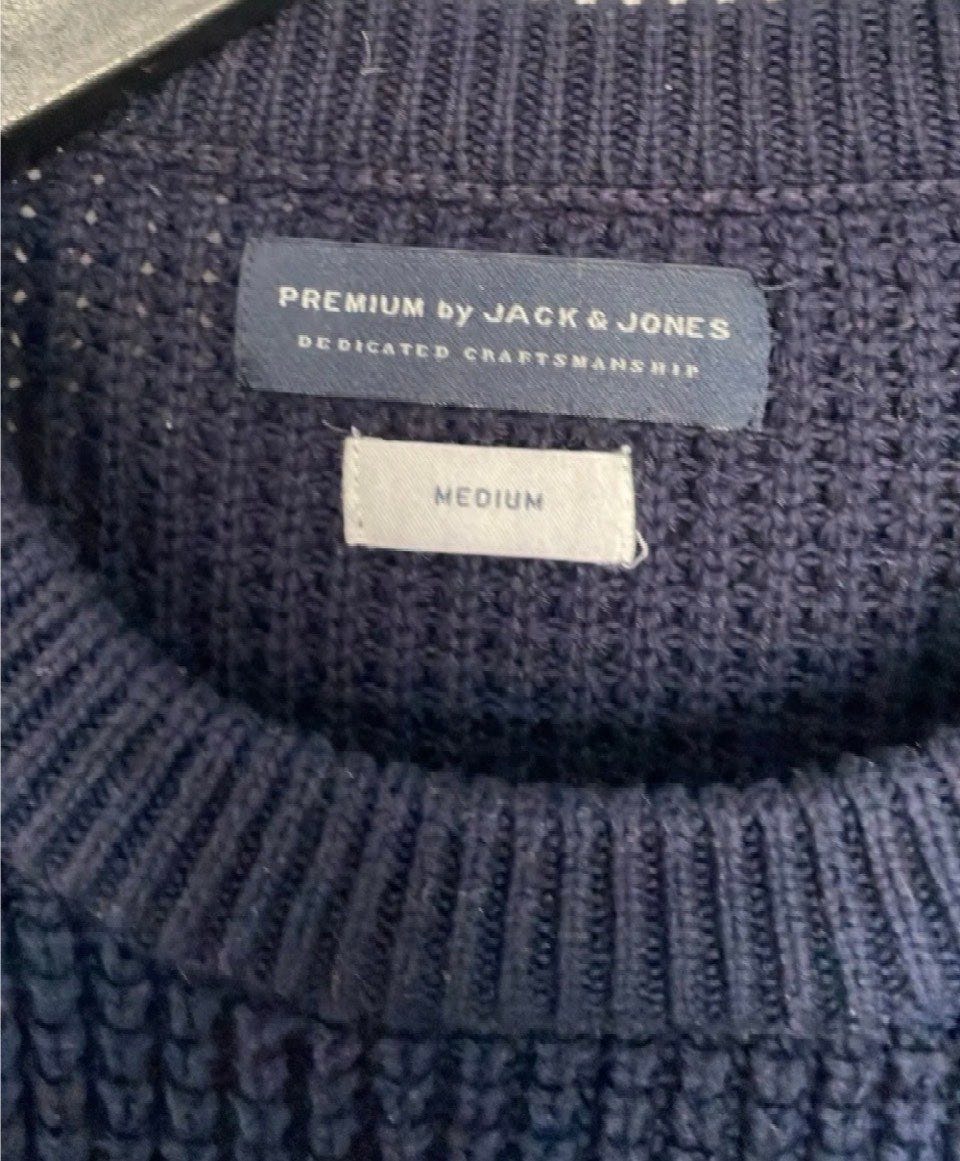 PREMIUM by JACK & JONES
DEDICATED CRAFTSMANSHIP
MEDIUM